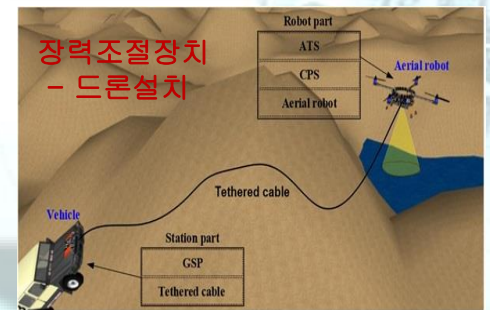 장력조절장치
- 드론설치
Robot part
ATS
CPS
Aerial robot
Aerial robot
Tethered cable
Vehicle
Station part
GSP
Tethered cable